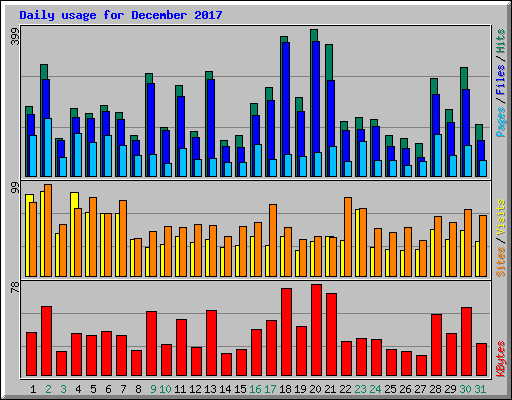 Daily usage for December 2017
399
Pages / Files / Hits
99
Sites / Visits
78
KBytes
1 2 3 4 5 6 7 8 9 10 11 12 13 14 15 16 17 18 19 20 21 22 23 24 25 26 27 28 29 30 31